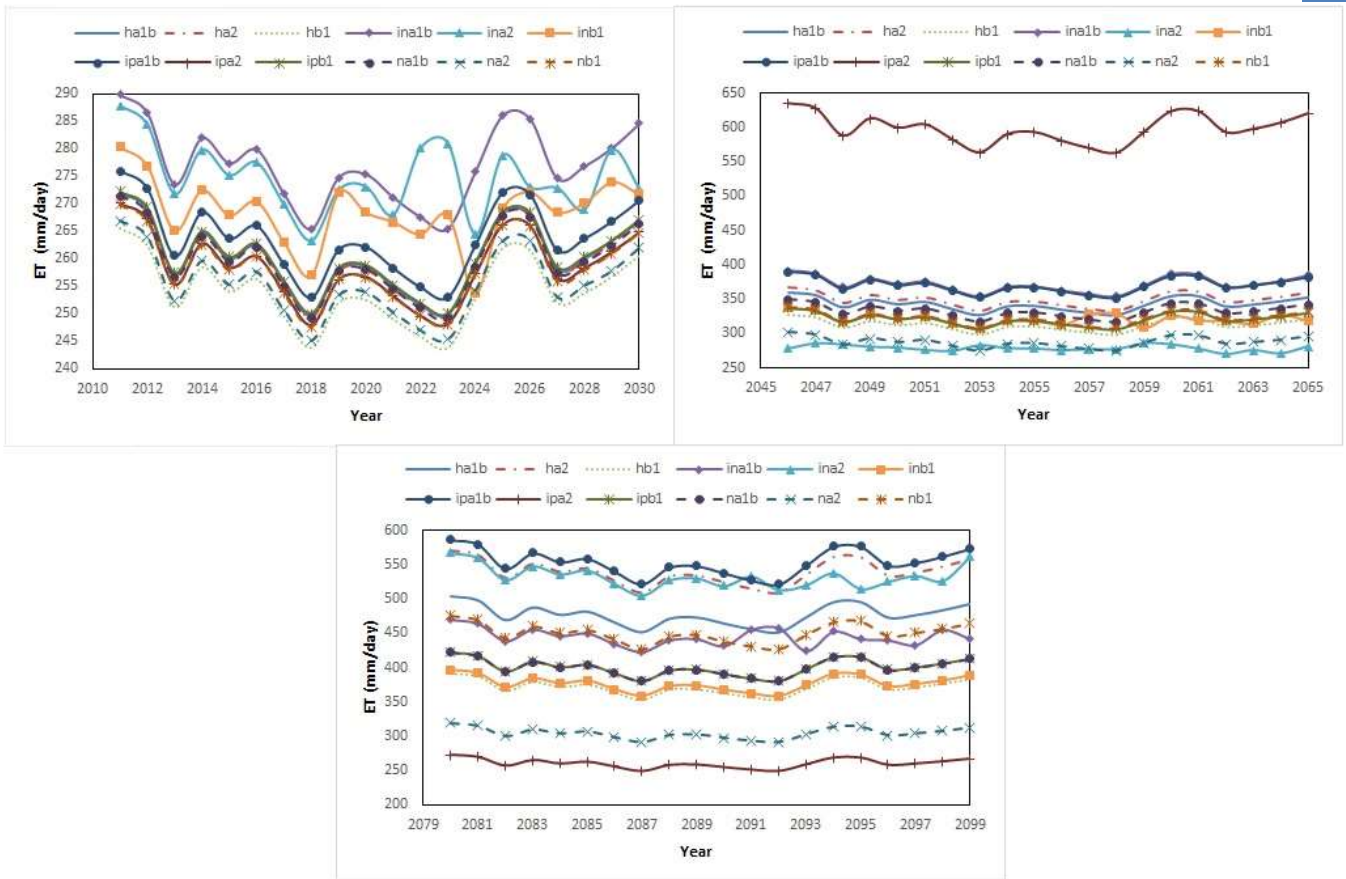 ha1b ha2 hb1 ina1b ina2 inb1
ipa1b ipa2 ipb1 na1b na2 nb1
290
285
280
275
270
265
260
255
250
245
240
ET (mm/day)
2010 2012 2014 2016 2018 2020 2022 2024 2026 2028 2030
Year
ha1b ha2 hb1 ina1b ina2 inb1
ipa1b ipa2 ipb1 na1b na2 nb1
650
600
550
500
450
400
350
300
250
ET (mm/day)
2045 2047 2049 2051 2053 2055 2057 2059 2061 2063 2065
Year
ha1b ha2 hb1 ina1b ina2 inb1
ipa1b ipa2 ipb1 na1b na2 nb1
600
550
500
450
400
350
300
250
200
ET (mm/day)
2079 2081 2083 2085 2087 2089 2091 2093 2095 2097 2099
Year